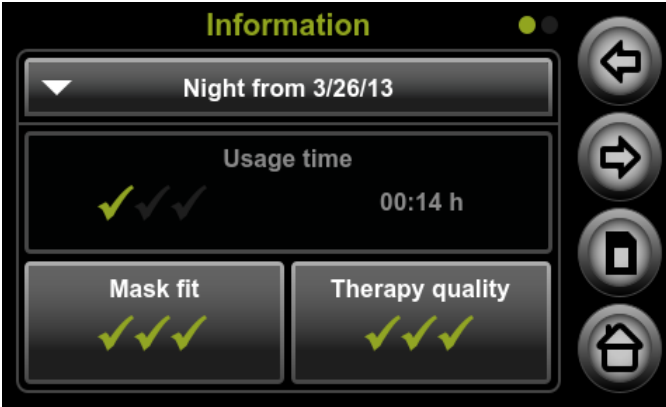 Information
Night from 3/26/13
Usage time
00:14 h
Mask fit
Therapy quality